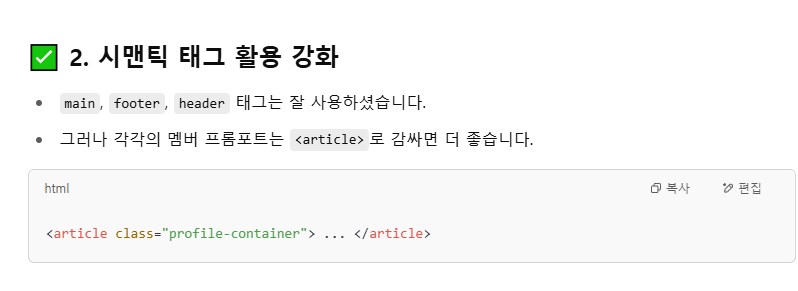 ✅ 2. 시맨틱 태그 활용 강화
• main, footer, header 태그는 잘 사용하셨습니다.
• 그러나 각각의 멤버 프롬포트는 <article>로 감싸면 더 좋습니다.
html 복사 편집
<article class="profile-container"> ... </article>